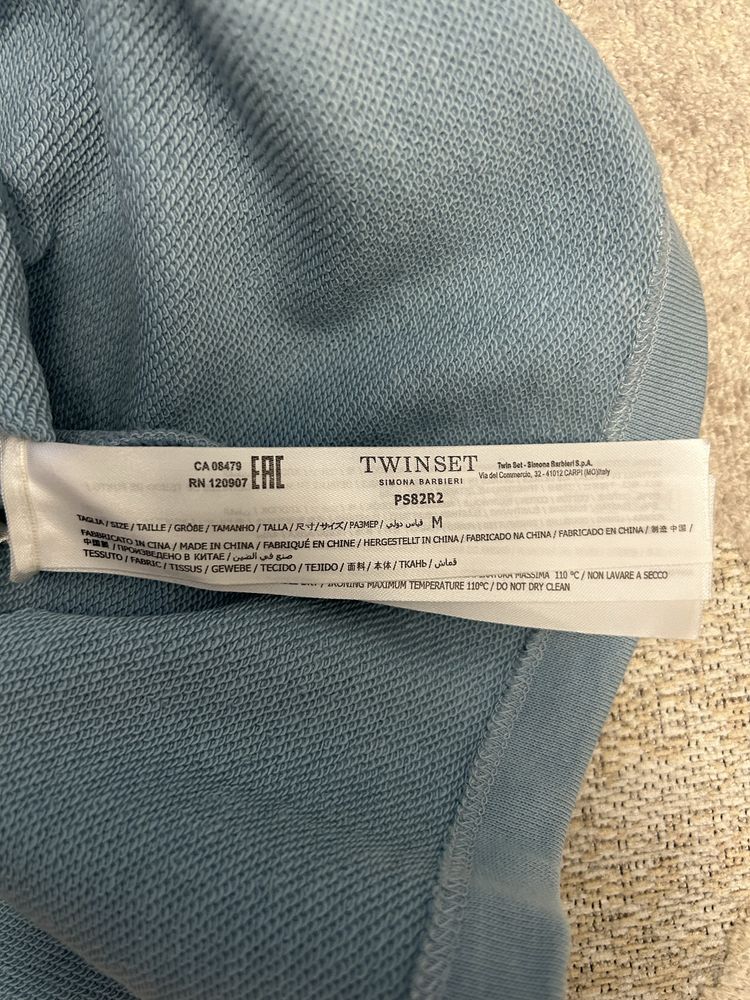 CA 08479
RN 120907
EAC
TWINSET
SIMONA BARBIERI
Twin Set - Simona Barbieri S.p.A.
Via del Commercio, 32 - 41012 CARPI (MO)Italy
PS82R2
TAGLIA / SIZE / TAILLE / GRÖßE / TAMANHO / TALLA / 尺寸 / サイズ / РАЗМЕР / قياس دولي / M
FABBRICATO IN CINA / MADE IN CHINA / FABRIQUÉ EN CHINE / HERGESTELLT IN CHINA / FABRICADO NA CHINA / FABRICADO EN CHINA / 制造 中国 /
中国製 / ПРОИЗВЕДЕНО В КИТАЕ / صنع في الصين /
TESSUTO / FABRIC / TISSUS / GEWEBE / TECIDO / TEJIDO / 面料 / 本体 / ТКАНЬ / قماش /
MASSIMA 110 °C / NON LAVARE A SECCO
IRONING MAXIMUM TEMPERATURE 110°C / DO NOT DRY CLEAN